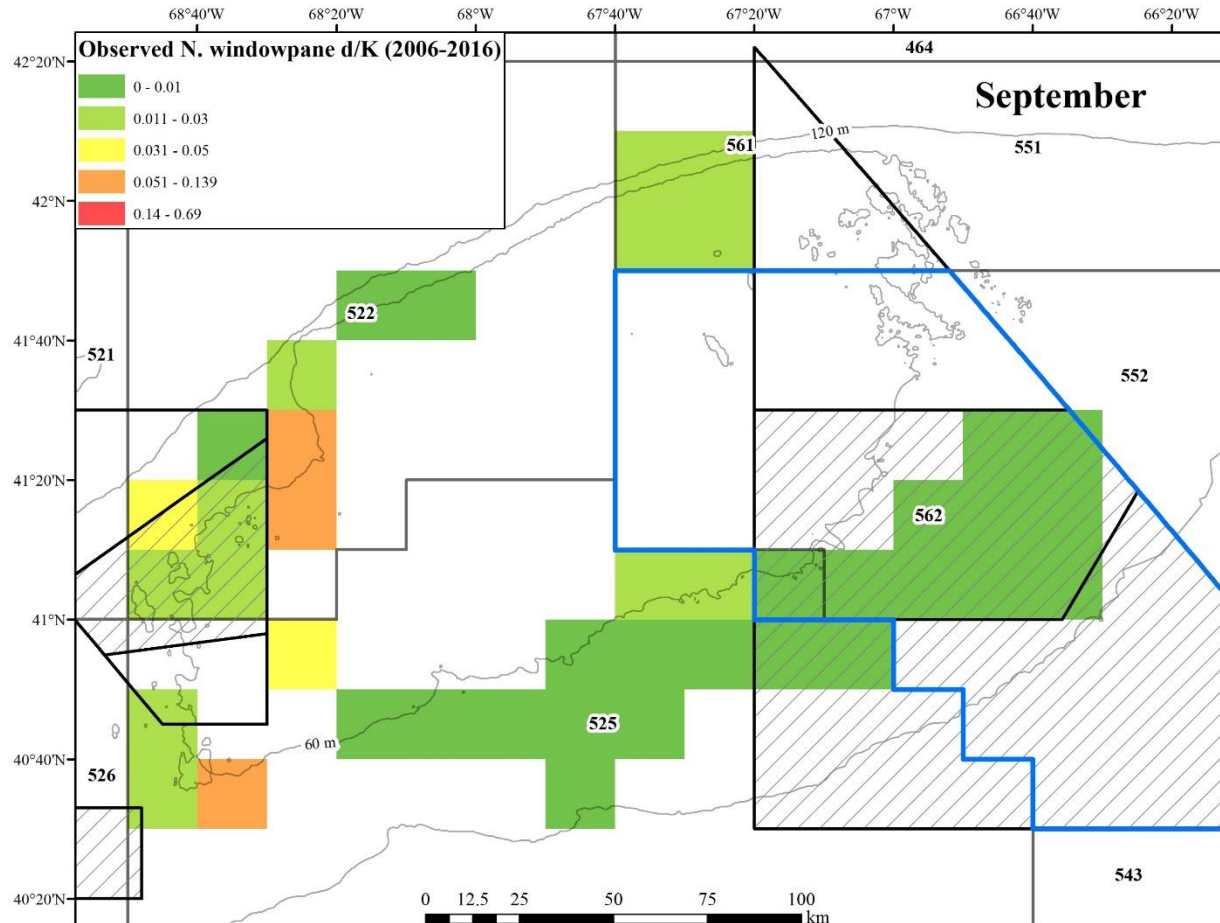 68°40'W 68°20'W 68°W 67°40'W 67°20'W 67°W 66°40'W 66°20'W
Observed N. windowpane d/K (2006-2016)
0 - 0.01
0.011 - 0.03
0.031 - 0.05
0.051 - 0.139
0.14 - 0.69
September
42°20'N
42°N
41°40'N
41°20'N
41°N
40°40'N
40°20'N
464
120 m
561
551
522
521
552
562
525
60 m
526
543
0 12.5 25 50 75 100
km